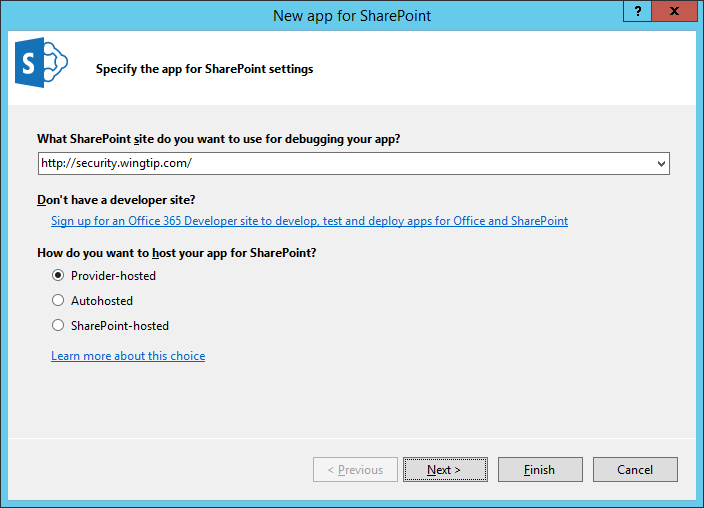 New app for SharePoint
?
x
S
Specify the app for SharePoint settings
What SharePoint site do you want to use for debugging your app?
http://security.wingtip.com/
Don't have a developer site?
Sign up for an Office 365 Developer site to develop, test and deploy apps for Office and SharePoint
How do you want to host your app for SharePoint?
Provider-hosted
Autohosted
SharePoint-hosted
Learn more about this choice
< Previous
Next >
Finish
Cancel